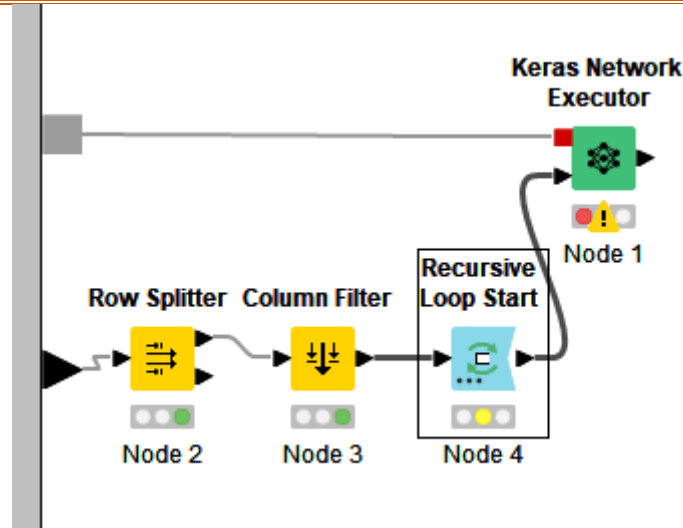 Keras Network
Executor
Node 1
Recursive
Row Splitter Column Filter Loop Start
Node 2 Node 3 Node 4